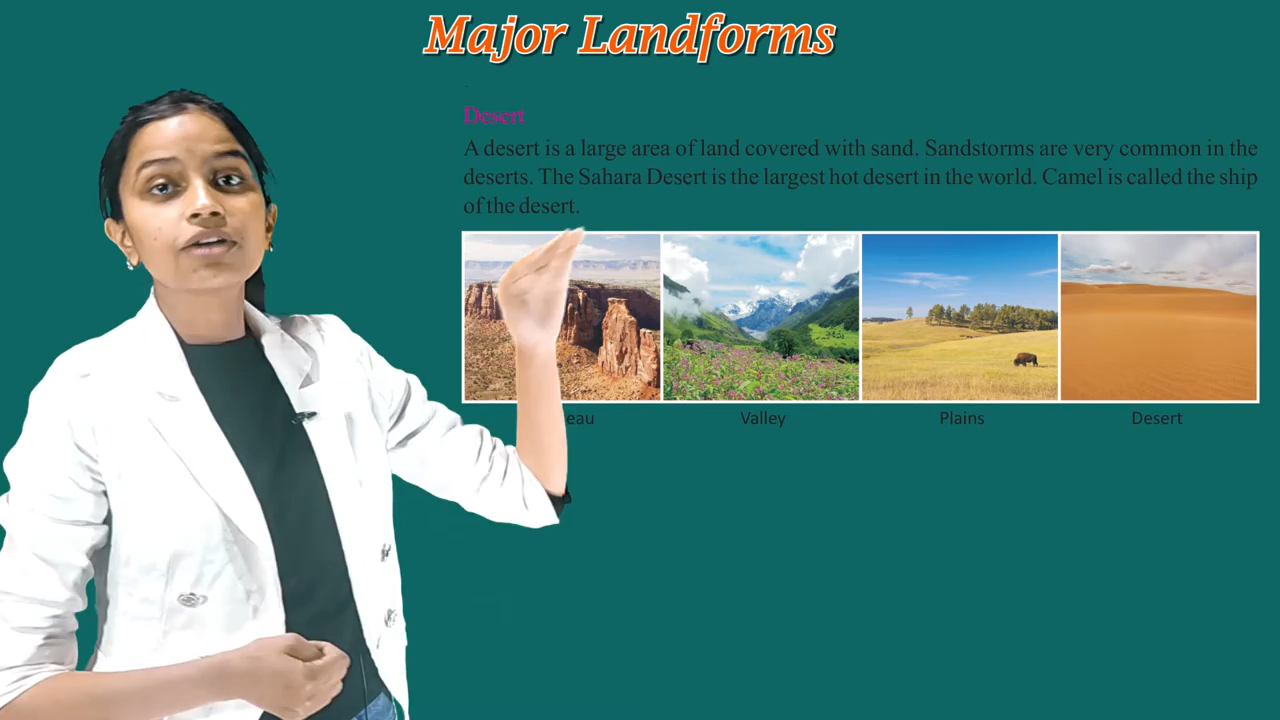 Major Landforms
Desert
A desert is a large area of land covered with sand. Sandstorms are very common in the
deserts. The Sahara Desert is the largest hot desert in the world. Camel is called the ship
of the desert.
Valley
Plains
Desert